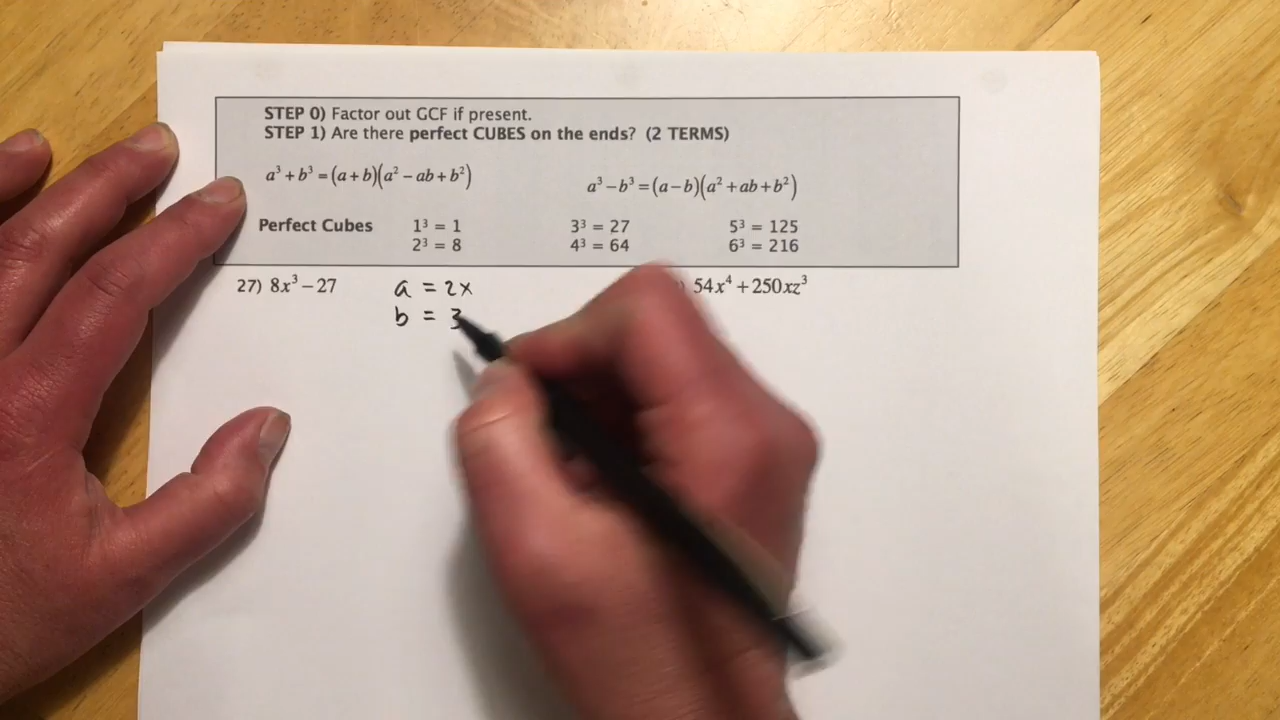 STEP 0) Factor out GCF if present.
STEP 1) Are there perfect CUBES on the ends? (2 TERMS)
a³ + b³ = (a + b)(a² − ab + b²)
a³ − b³ = (a − b)(a² + ab + b²)
Perfect Cubes 1³ = 1 3³ = 27 5³ = 125
2³ = 8 4³ = 64 6³ = 216
27) 8x³ − 27 a = 2x ) 54x⁴ + 250xz³
b = 3